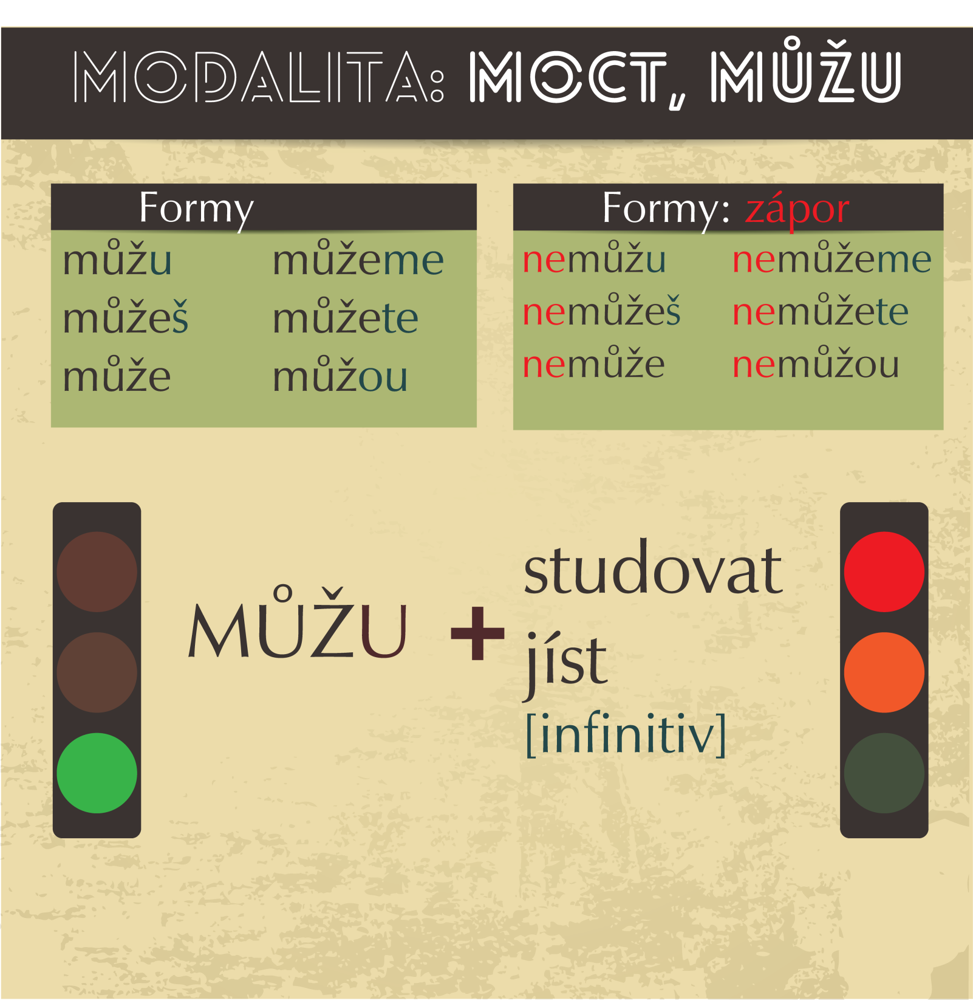 MODALITA: MOCT, MŮŽU
Formy
můžu můžeme
můžeš můžete
může můžou
Formy: zápor
nemůžu nemůžeme
nemůžeš nemůžete
nemůže nemůžou
MŮŽU +
studovat
jíst
[infinitiv]